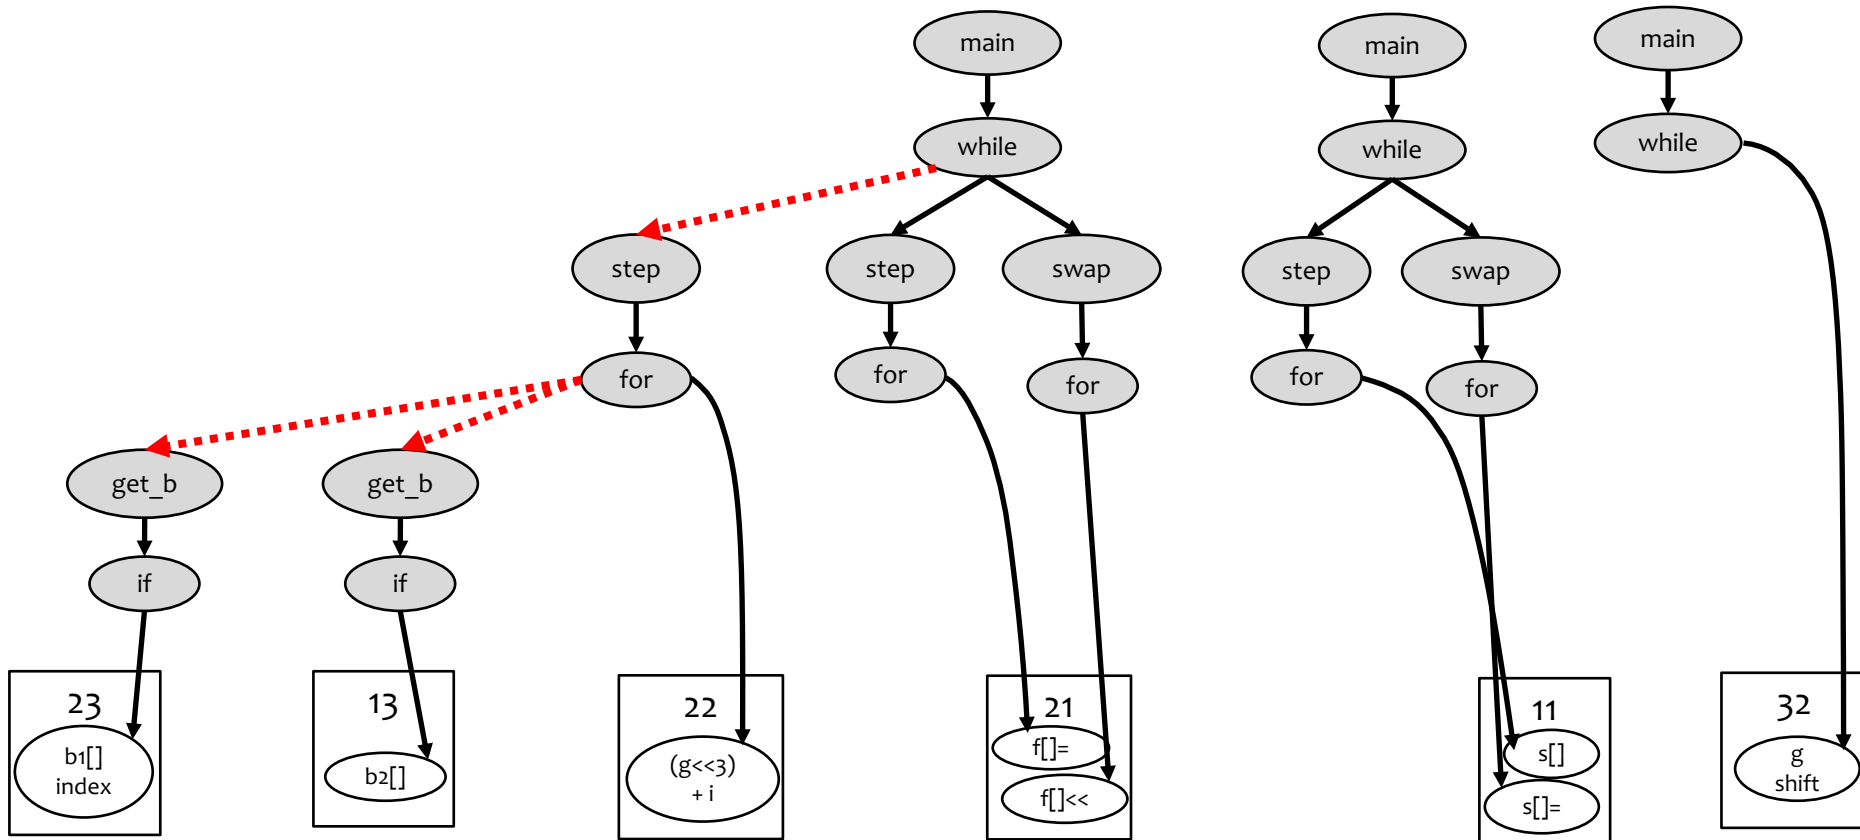 main
main
main
while
while
while
step
step
swap
step
swap
for
for
for
for
for
get_b
get_b
if
if
23
13
22
21
11
32
b1[]
index
b2[]
(g<<3)
+ i
f[]=
f[]<<
s[]
s[]=
g
shift